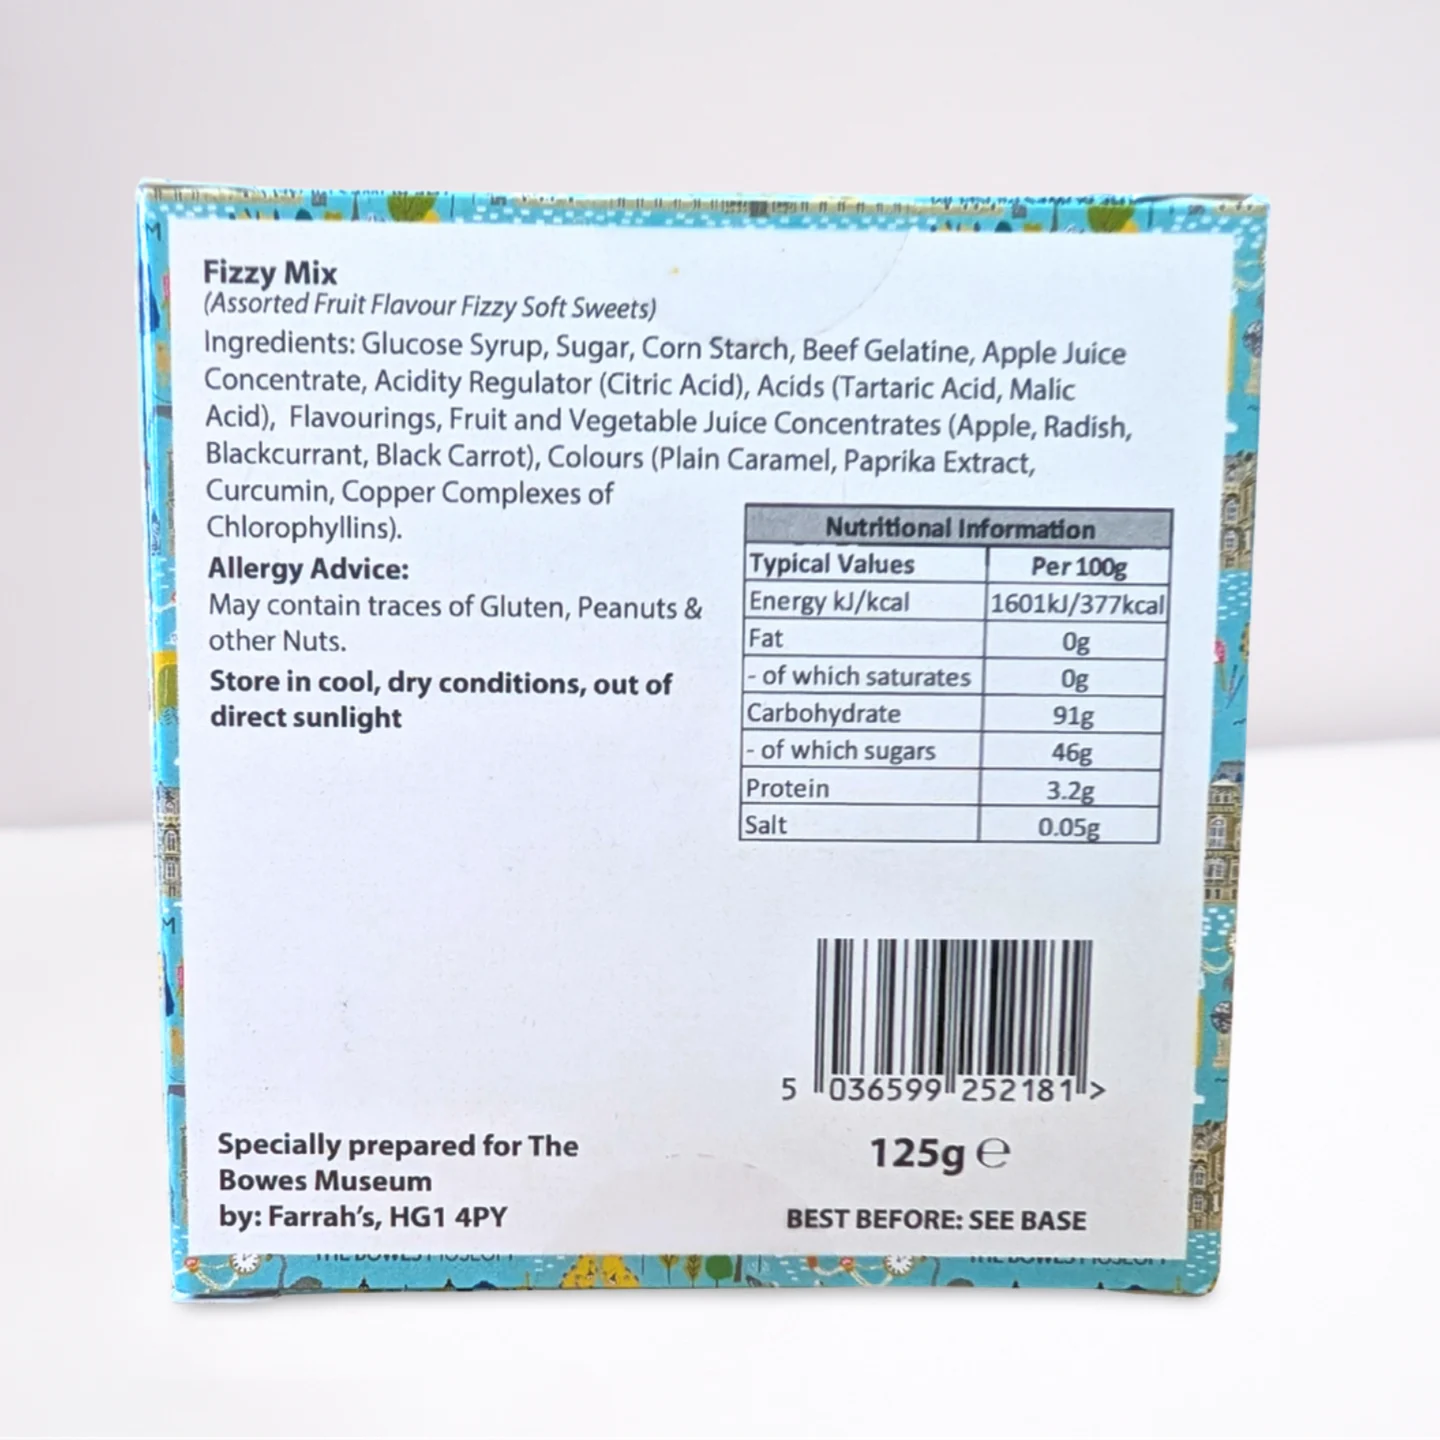 Fizzy Mix
(Assorted Fruit Flavour Fizzy Soft Sweets)
Ingredients: Glucose Syrup, Sugar, Corn Starch, Beef Gelatine, Apple Juice
Concentrate, Acidity Regulator (Citric Acid), Acids (Tartaric Acid, Malic
Acid), Flavourings, Fruit and Vegetable Juice Concentrates (Apple, Radish,
Blackcurrant, Black Carrot), Colours (Plain Caramel, Paprika Extract,
Curcumin, Copper Complexes of
Chlorophyllins).
Allergy Advice:
May contain traces of Gluten, Peanuts &
other Nuts.
Store in cool, dry conditions, out of
direct sunlight
Nutritional Information
Typical Values Per 100g
Energy kJ/kcal 1601kJ/377kcal
Fat 0g
- of which saturates 0g
Carbohydrate 91g
- of which sugars 46g
Protein 3.2g
Salt 0.05g
5 036599 252181 >
Specially prepared for The
Bowes Museum
by: Farrah's, HG1 4PY
125g ℮
BEST BEFORE: SEE BASE
THE BOWES MUSEUM
THE BOWES MUSEUM